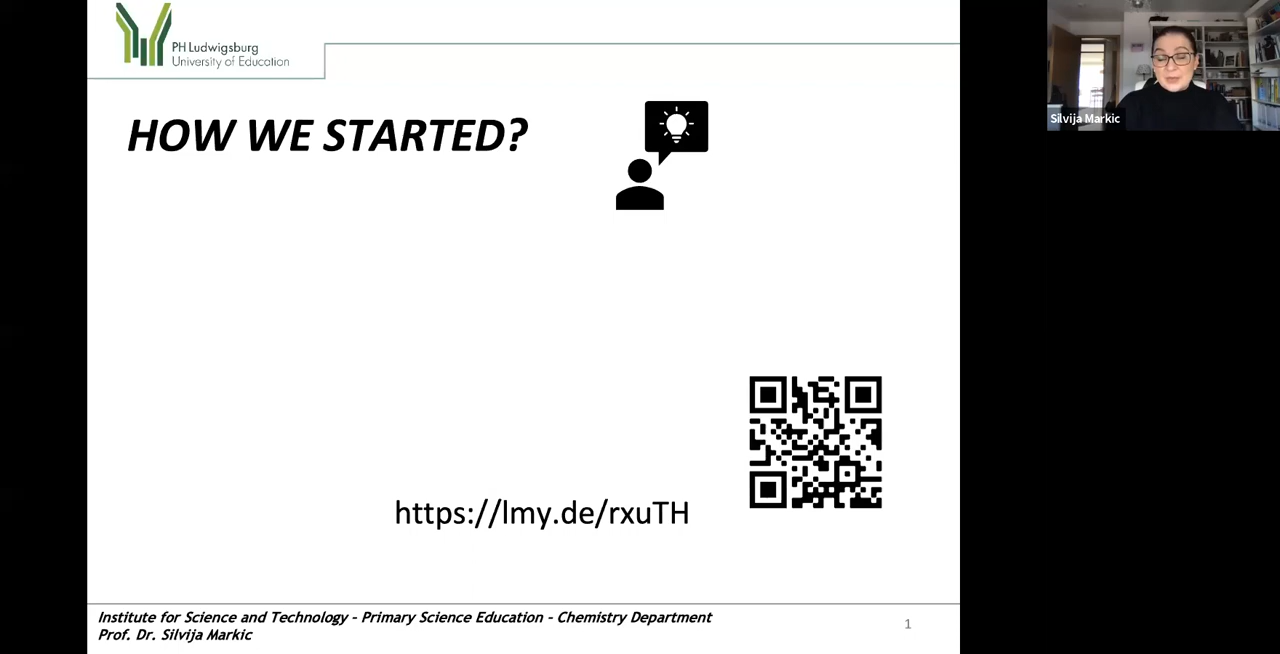 PH Ludwigsburg
University of Education
Silvija Markic
HOW WE STARTED?
https://lmy.de/rxuTH
Institute for Science and Technology - Primary Science Education - Chemistry Department
Prof. Dr. Silvija Markic
1